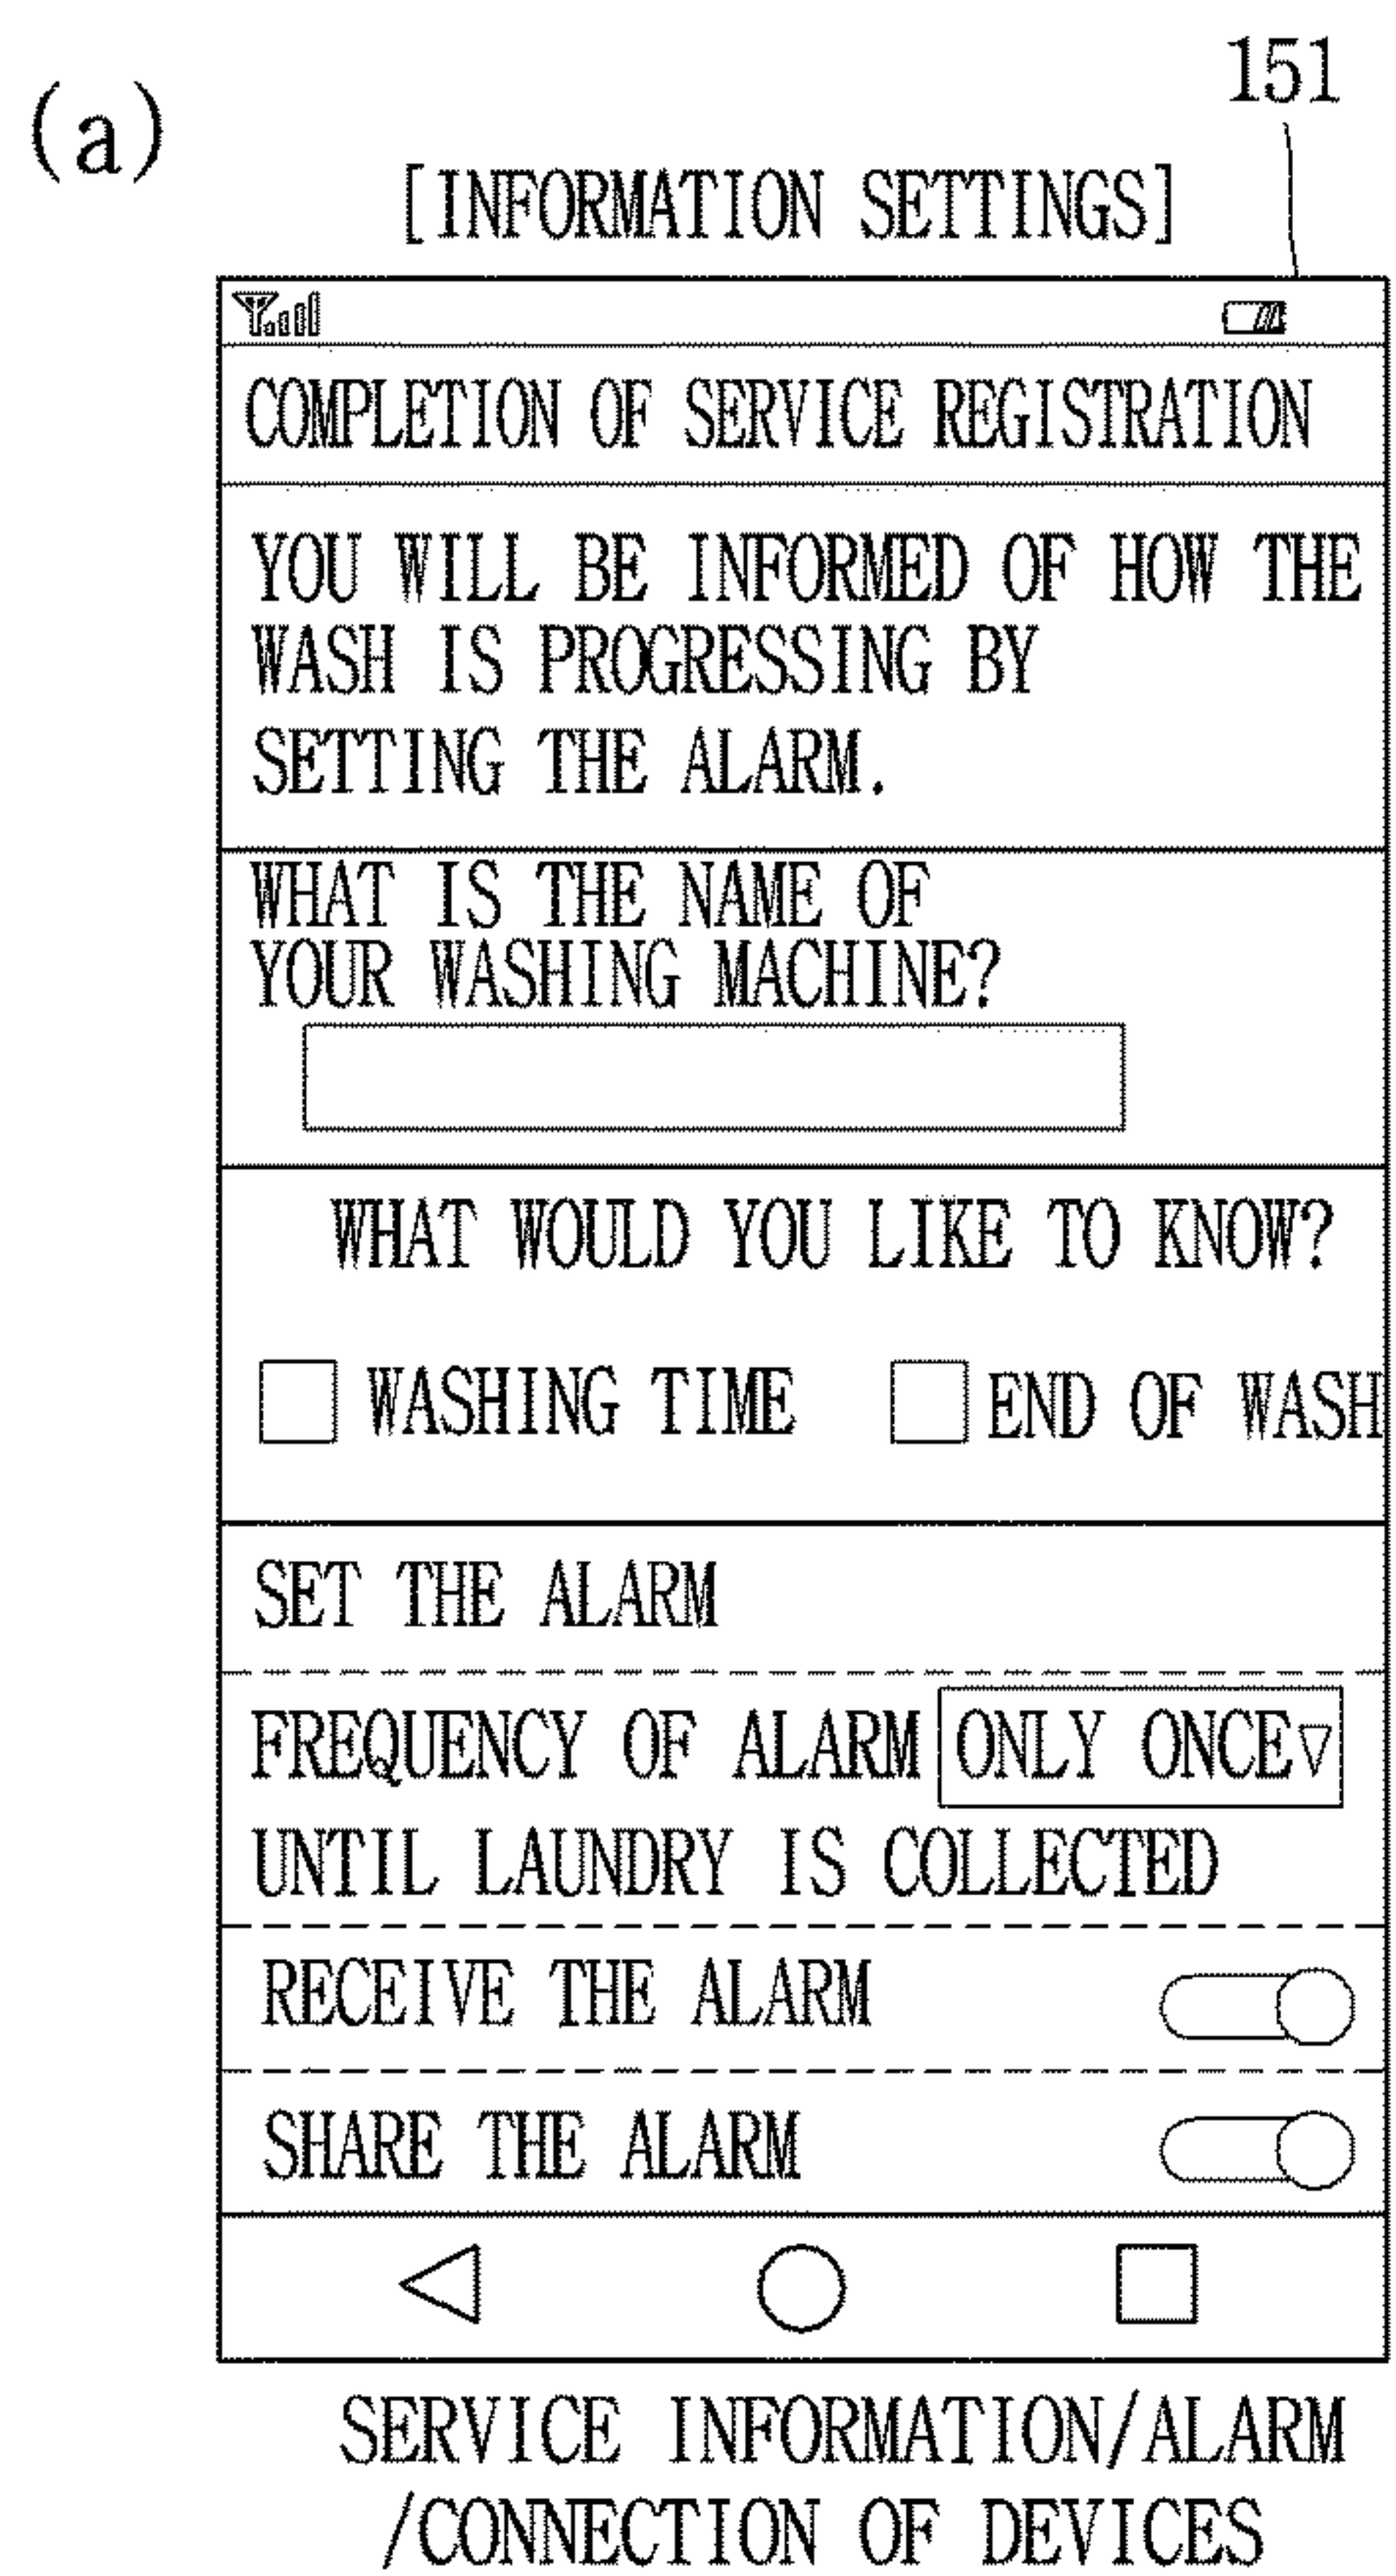 (a)
151
[INFORMATION SETTINGS]
COMPLETION OF SERVICE REGISTRATION
YOU WILL BE INFORMED OF HOW THE
WASH IS PROGRESSING BY
SETTING THE ALARM.
WHAT IS THE NAME OF
YOUR WASHING MACHINE?
WHAT WOULD YOU LIKE TO KNOW?
WASHING TIME END OF WASH
SET THE ALARM
FREQUENCY OF ALARM ONLY ONCE
UNTIL LAUNDRY IS COLLECTED
RECEIVE THE ALARM
SHARE THE ALARM
SERVICE INFORMATION/ALARM
/CONNECTION OF DEVICES